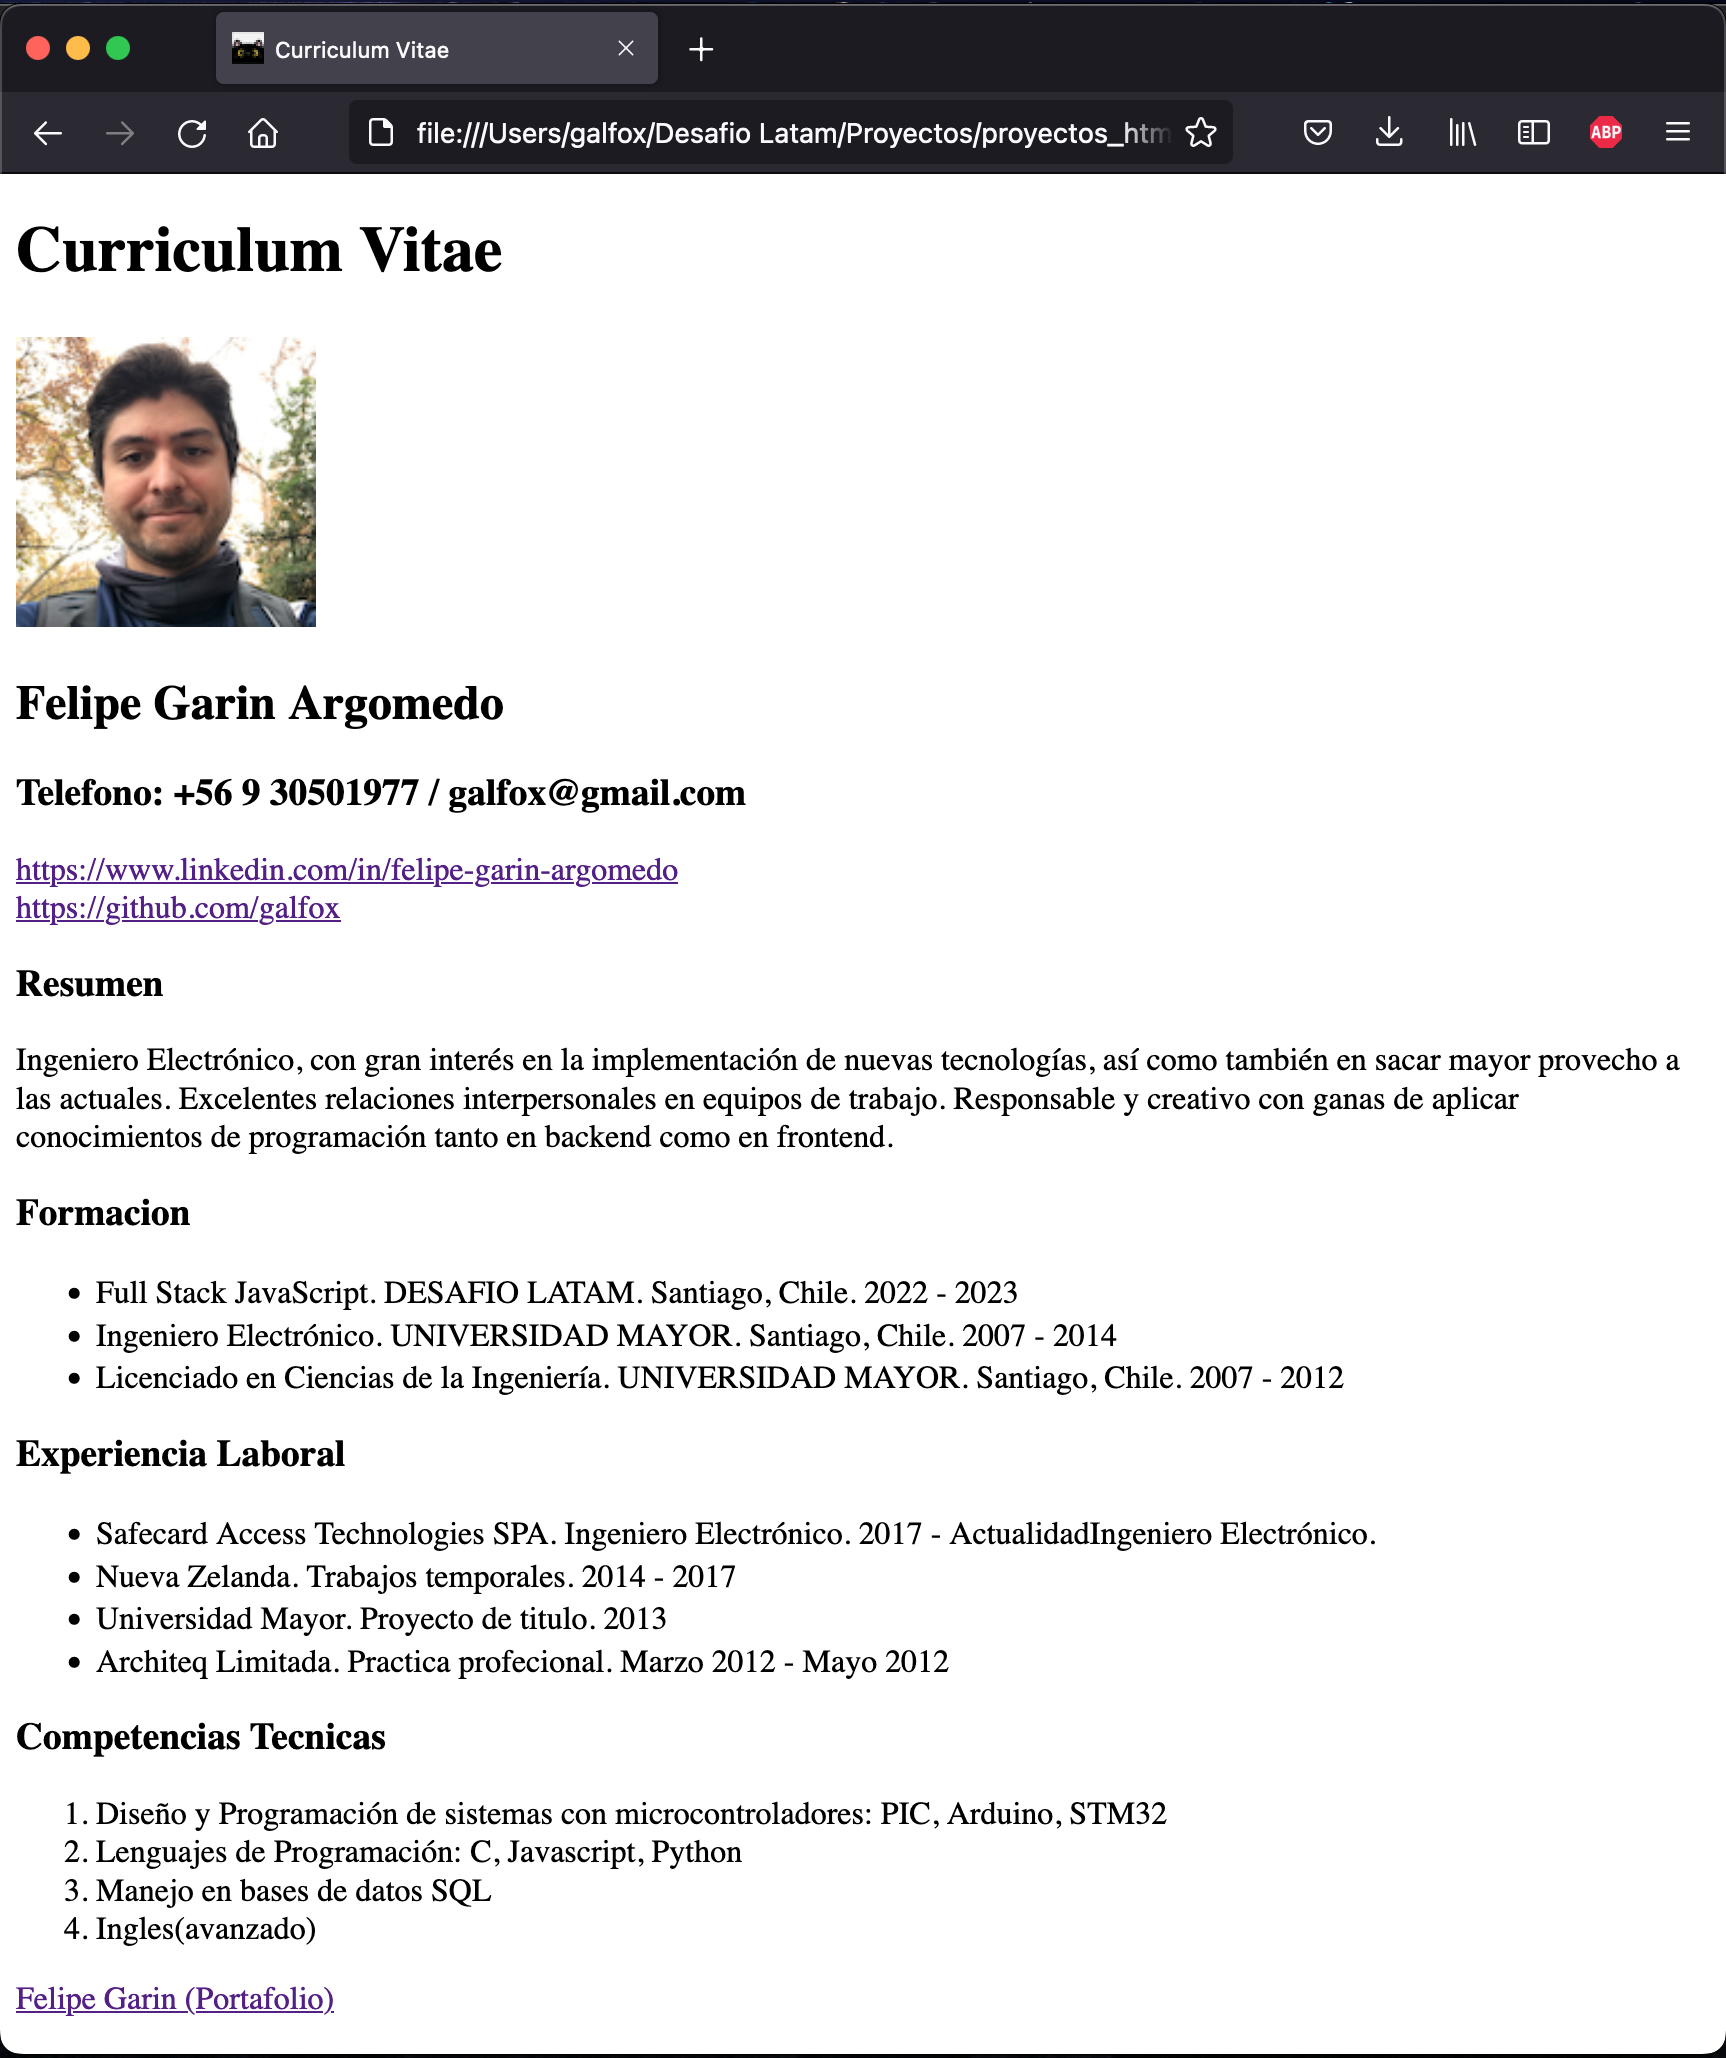 Curriculum Vitae
file:///Users/galfox/Desafio Latam/Proyectos/proyectos_htm
ABP
Curriculum Vitae
Felipe Garin Argomedo
Telefono: +56 9 30501977 / galfox@gmail.com
https://www.linkedin.com/in/felipe-garin-argomedo
https://github.com/galfox
Resumen
Ingeniero Electrónico, con gran interés en la implementación de nuevas tecnologías, así como también en sacar mayor provecho a
las actuales. Excelentes relaciones interpersonales en equipos de trabajo. Responsable y creativo con ganas de aplicar
conocimientos de programación tanto en backend como en frontend.
Formacion
• Full Stack JavaScript. DESAFIO LATAM. Santiago, Chile. 2022 - 2023
• Ingeniero Electrónico. UNIVERSIDAD MAYOR. Santiago, Chile. 2007 - 2014
• Licenciado en Ciencias de la Ingeniería. UNIVERSIDAD MAYOR. Santiago, Chile. 2007 - 2012
Experiencia Laboral
• Safecard Access Technologies SPA. Ingeniero Electrónico. 2017 - ActualidadIngeniero Electrónico.
• Nueva Zelanda. Trabajos temporales. 2014 - 2017
• Universidad Mayor. Proyecto de titulo. 2013
• Architeq Limitada. Practica profecional. Marzo 2012 - Mayo 2012
Competencias Tecnicas
1. Diseño y Programación de sistemas con microcontroladores: PIC, Arduino, STM32
2. Lenguajes de Programación: C, Javascript, Python
3. Manejo en bases de datos SQL
4. Ingles(avanzado)
Felipe Garin (Portafolio)